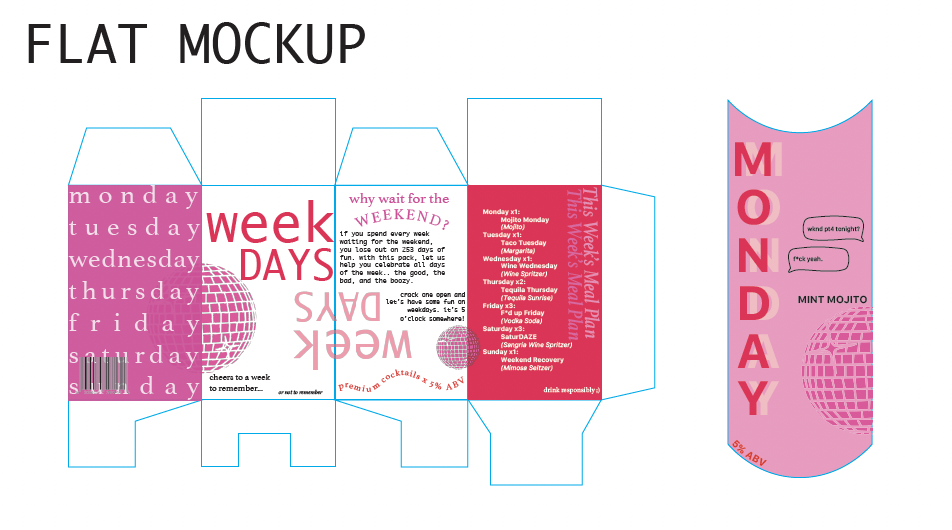 FLAT MOCKUP
monday
tuesday
wednesday
thursday
friday
saturday
sunday
week
DAYS
DAYS
week
cheers to a week
to remember...
or not to remember
why wait for the
WEEKEND?
if you spend every week
waiting for the weekend,
you lose out on 253 days of
fun. with this pack, let us
help you celebrate all days
of the week.. the good, the
bad, and the boozy.
crack one open and
let's have some fun on
weekdays. it's 5
o'clock somewhere!
premium cocktails x 5% ABV
Monday x1:
Mojito Monday
(Mojito)
Tuesday x1:
Taco Tuesday
(Margarita)
Wednesday x1:
Wine Wednesday
(Wine Spritzer)
Thursday x2:
Tequila Thursday
(Tequila Sunrise)
Friday x3:
F*d up Friday
(Vodka Soda)
Saturday x3:
SaturDAZE
(Sangria Wine Spritzer)
Sunday x1:
Weekend Recovery
(Mimosa Seltzer)
This Week's Meal Plan
This Week's Meal Plan
drink responsibly ;)
MONDAY
MONDAY
wknd pt4 tonight?
f*ck yeah.
MINT MOJITO
5% ABV